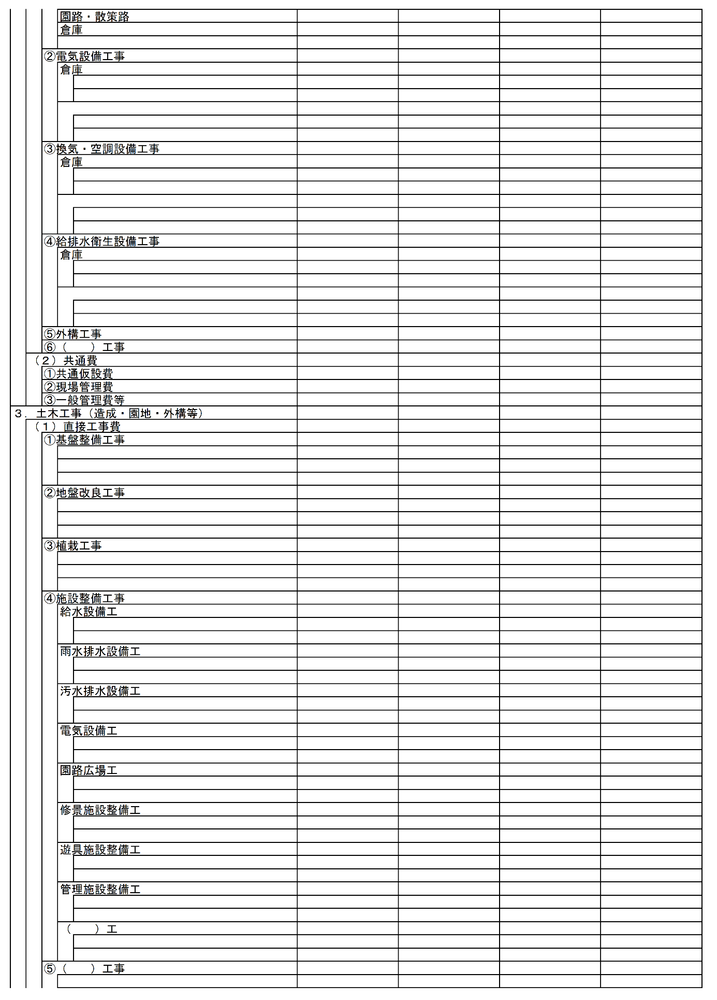 園路・散策路
倉庫
②電気設備工事
倉庫
③換気・空調設備工事
倉庫
④給排水衛生設備工事
倉庫
⑤外構工事
⑥（　　）工事
（２）共通費
①共通仮設費
②現場管理費
③一般管理費等
３．土木工事（造成・園地・外構等）
（１）直接工事費
①基盤整備工事
②地盤改良工事
③植栽工事
④施設整備工事
給水設備工
雨水排水設備工
汚水排水設備工
電気設備工
園路広場工
修景施設整備工
遊具施設整備工
管理施設整備工
（　　）工
⑤（　　）工事